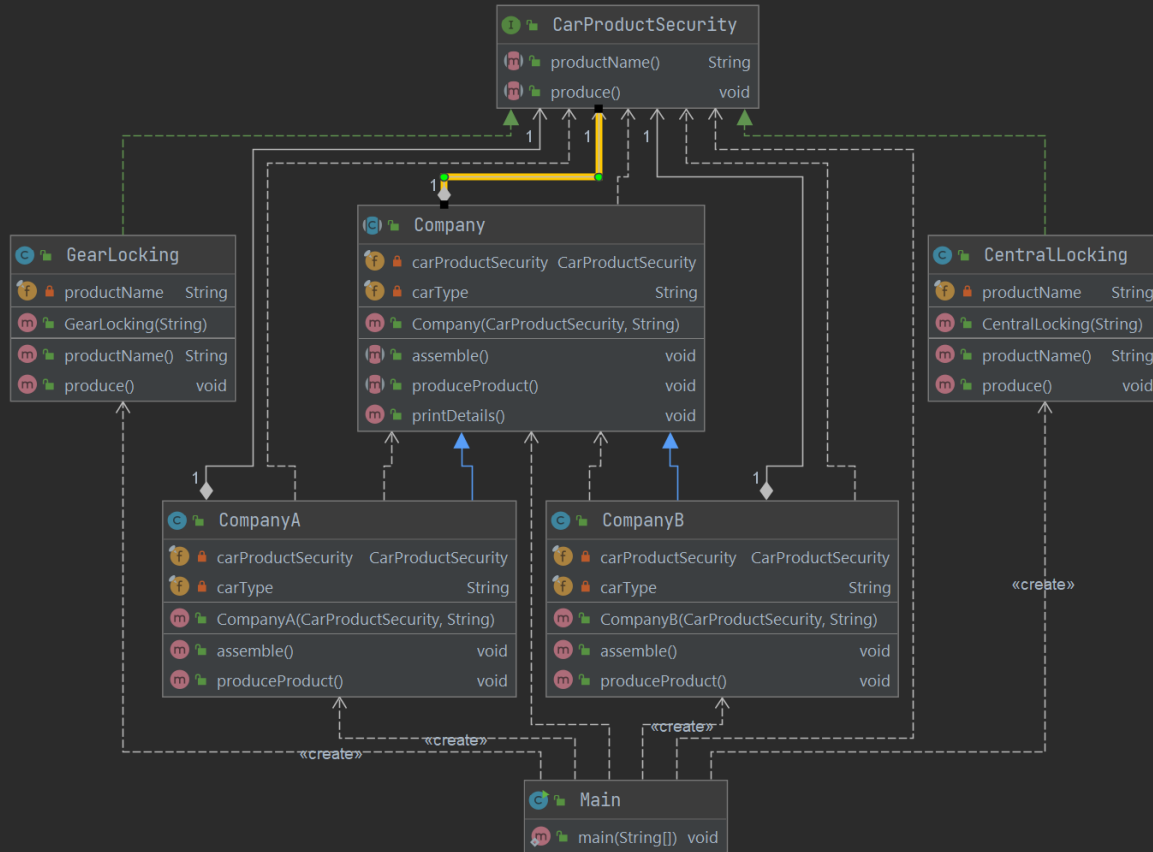 CarProductSecurity
productName() String
produce() void
1
1
1
1
Company
carProductSecurity CarProductSecurity
carType String
Company(CarProductSecurity, String)
assemble() void
produceProduct() void
printDetails() void
GearLocking
productName String
GearLocking(String)
productName() String
produce() void
CentralLocking
productName String
CentralLocking(String)
productName() String
produce() void
1
1
CompanyA
carProductSecurity CarProductSecurity
carType String
CompanyA(CarProductSecurity, String)
assemble() void
produceProduct() void
CompanyB
carProductSecurity CarProductSecurity
carType String
CompanyB(CarProductSecurity, String)
assemble() void
produceProduct() void
«create»
«create»
«create»
«create»
Main
main(String[]) void